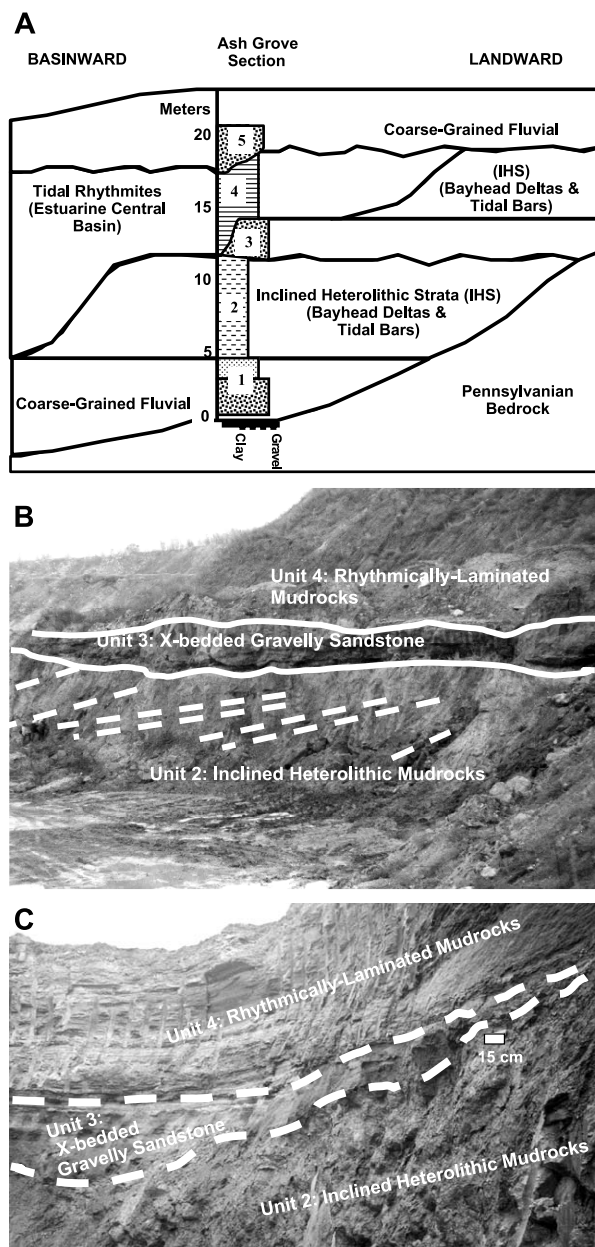 A
BASINWARD
Ash Grove
Section
LANDWARD
Meters
20
15
10
5
0
5
4
3
2
1
Coarse-Grained Fluvial
(IHS)
(Bayhead Deltas &
Tidal Bars)
Tidal Rhythmites
(Estuarine Central
Basin)
Inclined Heterolithic Strata (IHS)
(Bayhead Deltas &
Tidal Bars)
Coarse-Grained Fluvial
Pennsylvanian
Bedrock
Clay
Gravel
B
Unit 4: Rhythmically-Laminated
Mudrocks
Unit 3: X-bedded Gravelly Sandstone
Unit 2: Inclined Heterolithic Mudrocks
C
Unit 4: Rhythmically-Laminated Mudrocks
15 cm
Unit 3:
X-bedded
Gravelly Sandstone
Unit 2: Inclined Heterolithic Mudrocks